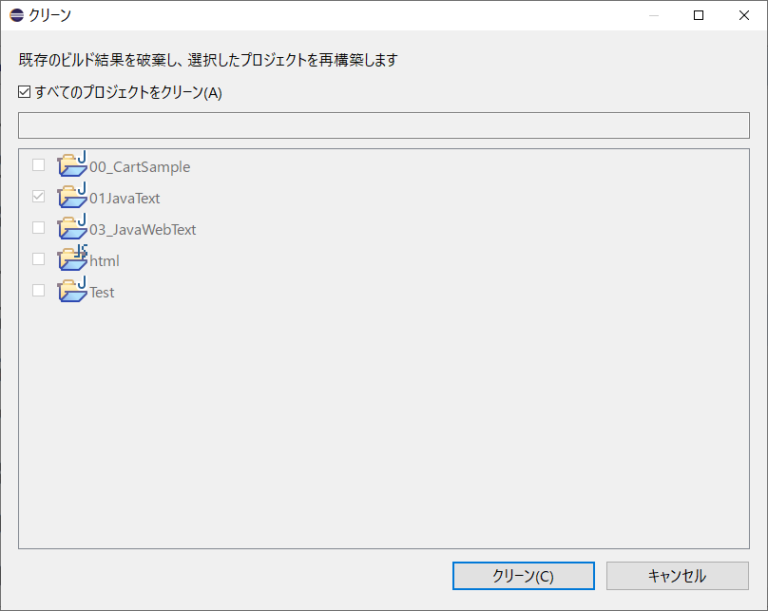 クリーン
既存のビルド結果を破棄し、選択したプロジェクトを再構築します
すべてのプロジェクトをクリーン(A)
00_CartSample
01JavaText
03_JavaWebText
html
Test
クリーン(C)
キャンセル